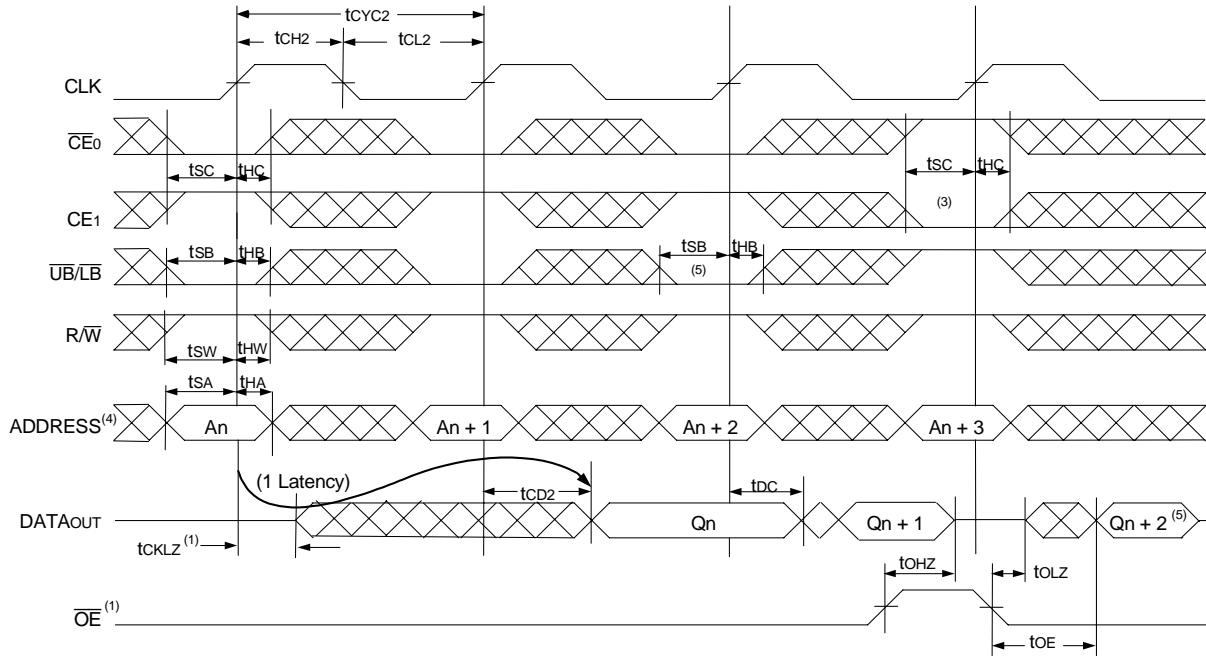 tCYC2
tCH2 tCL2
CLK
CE0
tSC tHC tSC tHC
(3)
CE1
tSB tHB tSB tHB
UB/LB (5)
R/W
tSW tHW
tSA tHA
ADDRESS(4) An An + 1 An + 2 An + 3
(1 Latency)
tCD2 tDC
DATAOUT Qn Qn + 1 Qn + 2 (5)
tCKLZ(1)
tOHZ tOLZ
OE (1)
tOE